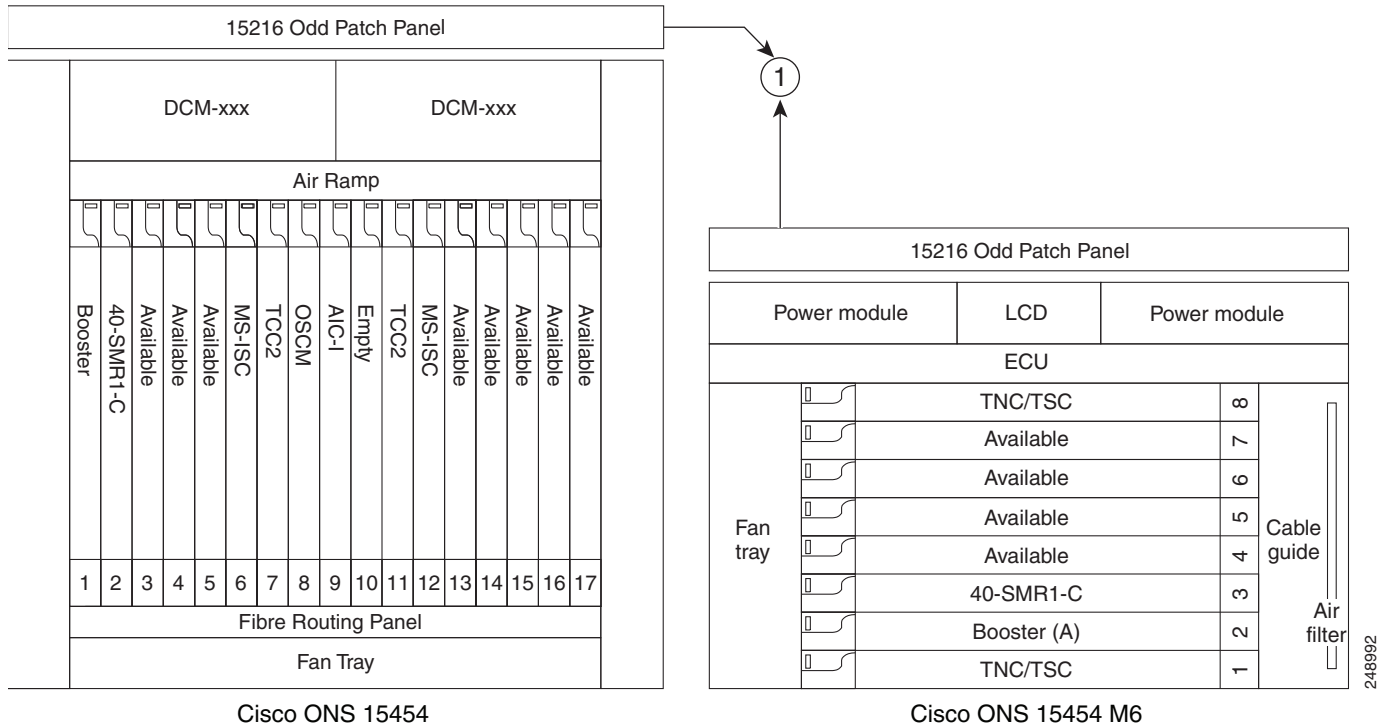 15216 Odd Patch Panel
1
DCM-xxx
DCM-xxx
Air Ramp
Booster
40-SMR1-C
Available
Available
Available
MS-ISC
TCC2
OSCM
AIC-I
Empty
TCC2
MS-ISC
Available
Available
Available
Available
Available
1 2 3 4 5 6 7 8 9 10 11 12 13 14 15 16 17
Fibre Routing Panel
Fan Tray
Cisco ONS 15454
15216 Odd Patch Panel
Power module
LCD
Power module
ECU
Fan
tray
TNC/TSC 8
Available 7
Available 6
Available 5
Available 4
40-SMR1-C 3
Booster (A) 2
TNC/TSC 1
Cable
guide
Air
filter
248992
Cisco ONS 15454 M6